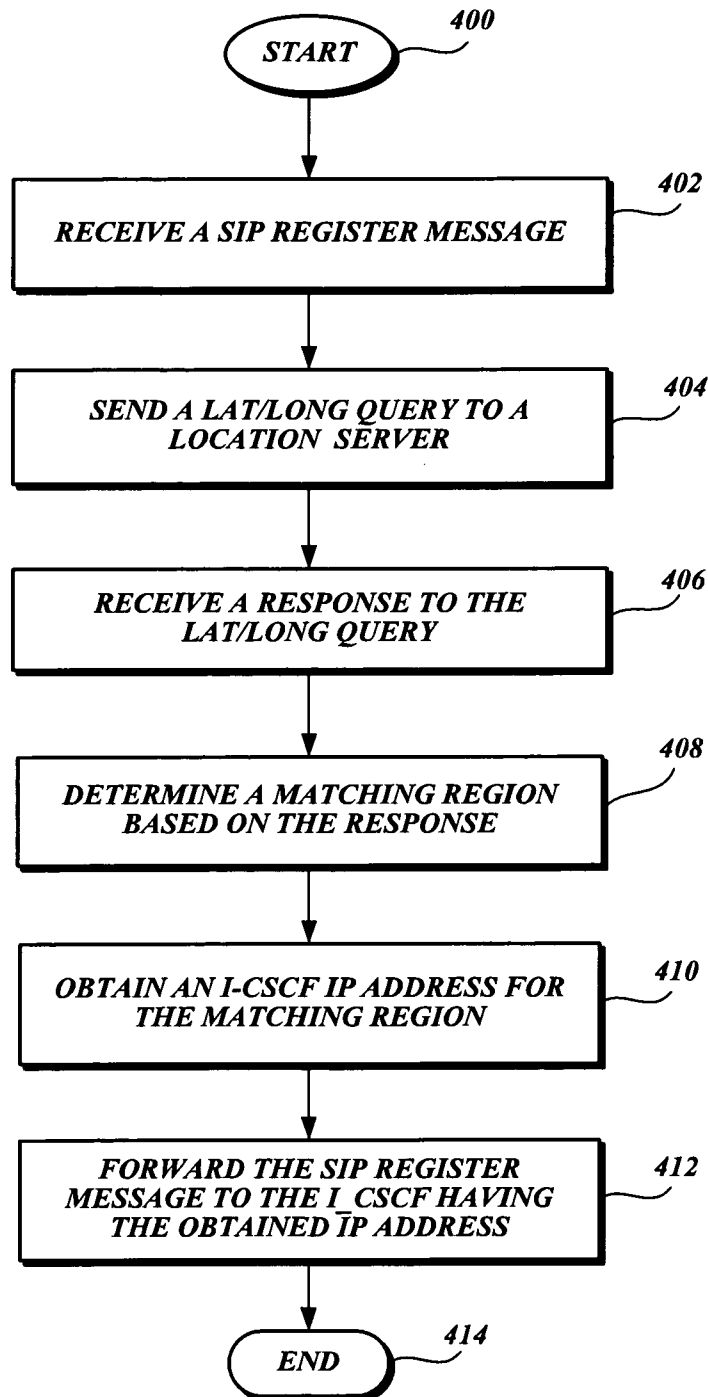 400
START
402
RECEIVE A SIP REGISTER MESSAGE
404
SEND A LAT/LONG QUERY TO A
LOCATION SERVER
406
RECEIVE A RESPONSE TO THE
LAT/LONG QUERY
408
DETERMINE A MATCHING REGION
BASED ON THE RESPONSE
410
OBTAIN AN I-CSCF IP ADDRESS FOR
THE MATCHING REGION
412
FORWARD THE SIP REGISTER
MESSAGE TO THE I_CSCF HAVING
THE OBTAINED IP ADDRESS
414
END